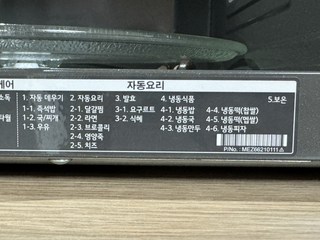 케어
자동요리
소독
1. 자동 데우기
2. 자동요리
3. 발효
4. 냉동식품
5.보온
1-1. 즉석밥
2-1. 달걀찜
3-1. 요구르트
4-1. 냉동밥
4-4. 냉동떡(찹쌀)
1-2. 국/찌개
2-2. 라면
3-2. 식혜
4-2. 냉동국
4-5. 냉동떡(멥쌀)
1-3. 우유
2-3. 브로콜리
4-3. 냉동만두
4-6. 냉동피자
2-4. 영양죽
2-5. 치즈
P/No. : MEZ66210111